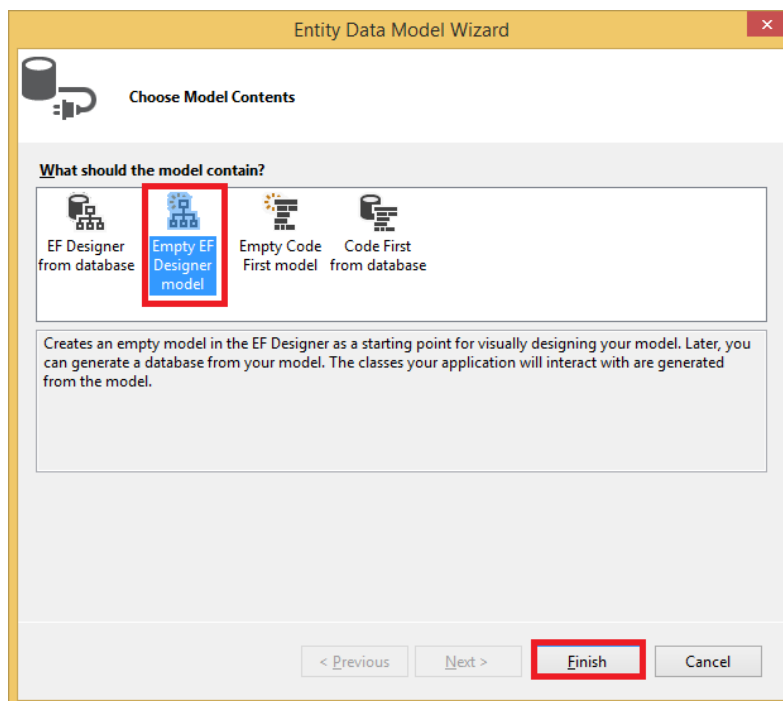 Entity Data Model Wizard
Choose Model Contents
What should the model contain?
EF Designer
from database
Empty EF
Designer
model
Empty Code
First model
Code First
from database
Creates an empty model in the EF Designer as a starting point for visually designing your model. Later, you
can generate a database from your model. The classes your application will interact with are generated
from the model.
< Previous
Next >
Finish
Cancel